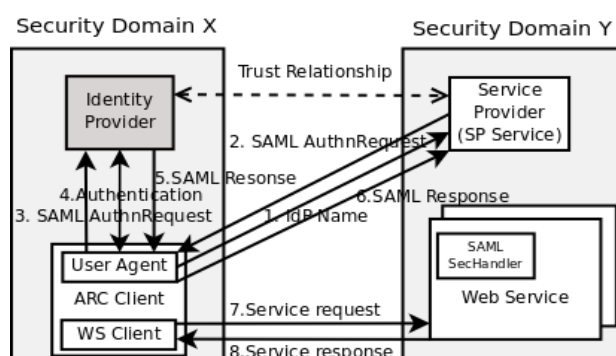 Security Domain X
Security Domain Y
Trust Relationship
Identity
Provider
Service
Provider
(SP Service)
2. SAML AuthnRequest
5.SAML Resonse
4.Authentication
6.SAML Response
3. SAML AuthnRequest
1. IdP Name
User Agent
ARC Client
WS Client
SAML
SecHandler
Web Service
7.Service request
8.Service response